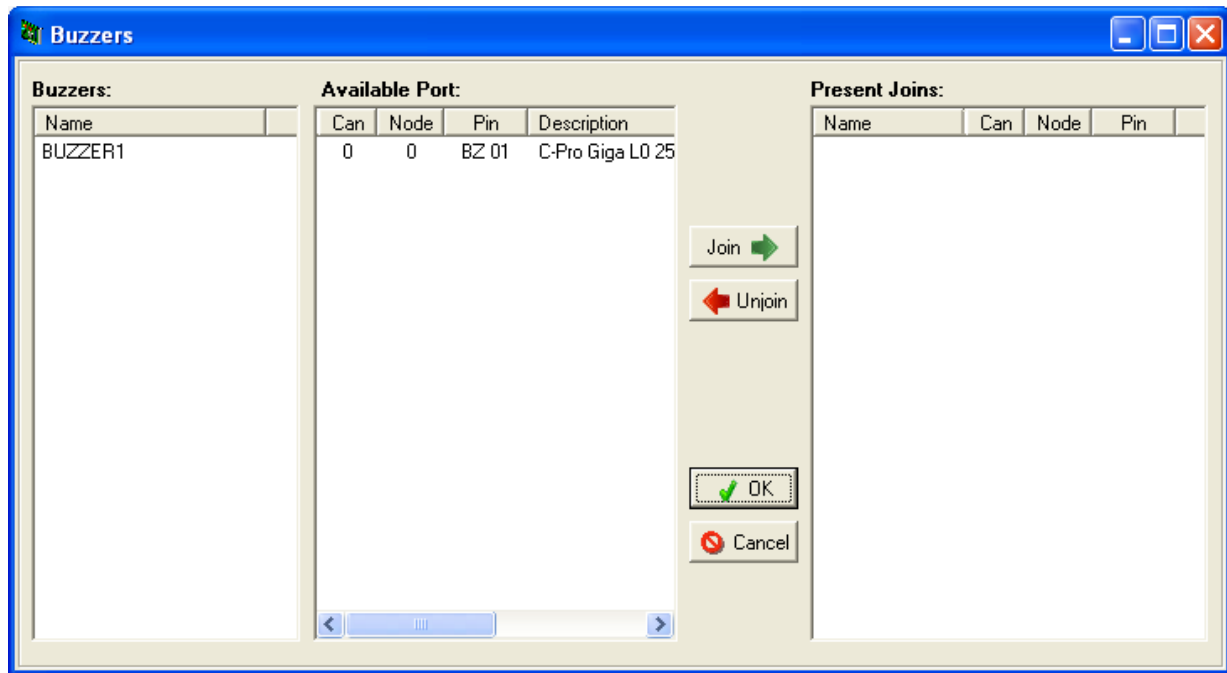 Buzzers
Buzzers:
Name
BUZZER1
Available Port:
Can Node Pin Description
0 0 BZ 01 C-Pro Giga L0 25
Join
Unjoin
OK
Cancel
Present Joins:
Name Can Node Pin